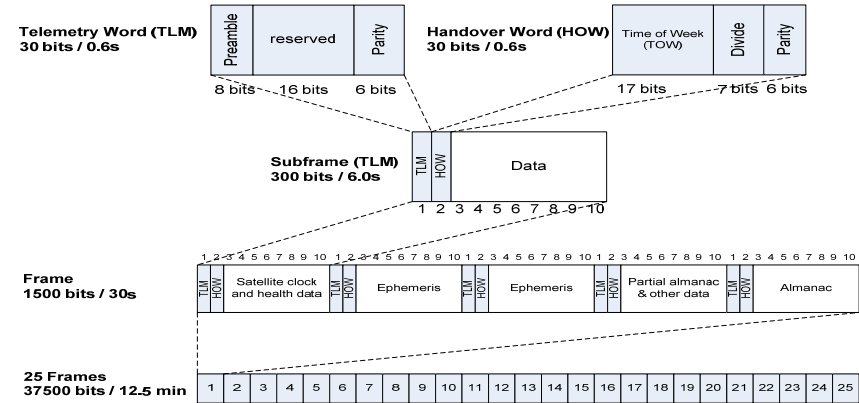 Telemetry Word (TLM)
30 bits / 0.6s
Preamble
reserved
Parity
8 bits 16 bits 6 bits
Handover Word (HOW)
30 bits / 0.6s
Time of Week
(TOW)
Divide
Parity
17 bits 7 bits 6 bits
Subframe (TLM)
300 bits / 6.0s
TLM
HOW
Data
1 2 3 4 5 6 7 8 9 10
Frame
1500 bits / 30s
1 2 3 4 5 6 7 8 9 10 1 2 3 4 5 6 7 8 9 10 1 2 3 4 5 6 7 8 9 10 1 2 3 4 5 6 7 8 9 10 1 2 3 4 5 6 7 8 9 10
TLM
HOW
Satellite clock
and health data
TLM
HOW
Ephemeris
TLM
HOW
Ephemeris
TLM
HOW
Partial almanac
& other data
TLM
HOW
Almanac
25 Frames
37500 bits / 12.5 min
1 2 3 4 5 6 7 8 9 10 11 12 13 14 15 16 17 18 19 20 21 22 23 24 25